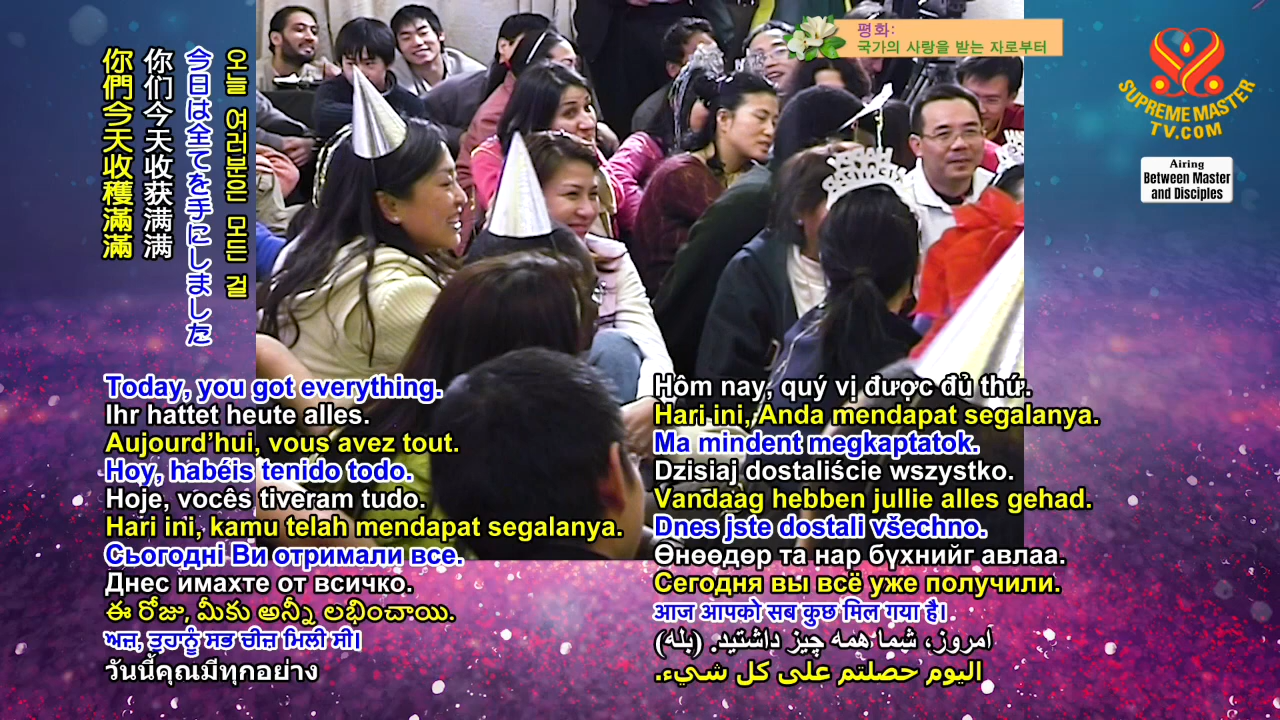 평화:
국가의 사랑을 받는 자로부터
SUPREME MASTER
TV.COM
Airing
Between Master
and Disciples
오늘 여러분은 모든 걸
今日は全てを手にしました
你们今天收获满满
你們今天收穫滿滿
Today, you got everything.
Ihr hattet heute alles.
Aujourd'hui, vous avez tout.
Hoy, habéis tenido todo.
Hoje, vocês tiveram tudo.
Hari ini, kamu telah mendapat segalanya.
Сьогодні Ви отримали все.
Днес имахте от всичко.
ఈ రోజు, మీకు అన్నీ లభించాయి.
ਅਜ਼, ਤੁਹਾਨੂੰ ਸਭ ਚੀਜ਼ ਮਿਲੀ ਸੀ।
วันนี้คุณมีทุกอย่าง
Hôm nay, quý vị được đủ thứ.
Hari ini, Anda mendapat segalanya.
Ma mindent megkaptatok.
Dzisiaj dostaliście wszystko.
Vandaag hebben jullie alles gehad.
Dnes jste dostali všechno.
Өнөөдөр та нар бүхнийг авлаа.
Сегодня вы всё уже получили.
आज आपको सब कुछ मिल गया है।
امروز، شما همه چیز داشتید. (بله)
اليوم حصلتم على كل شيء.